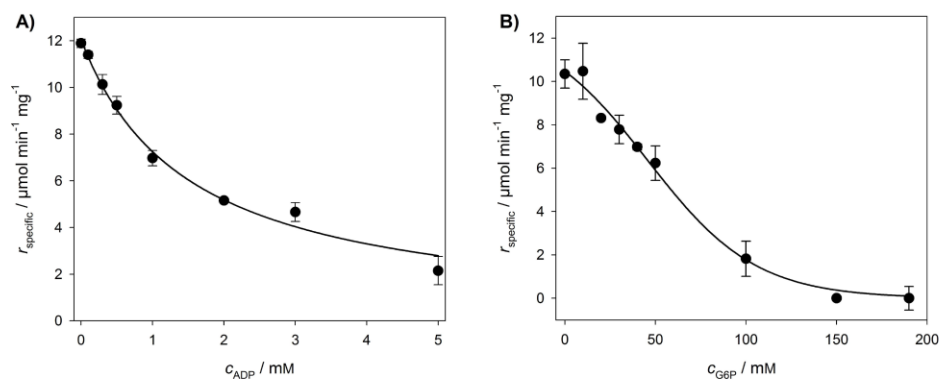 A)
r_specific / µmol min⁻¹ mg⁻¹
12
10
8
6
4
2
0
0 1 2 3 4 5
c_ADP / mM
B)
r_specific / µmol min⁻¹ mg⁻¹
12
10
8
6
4
2
0
0 50 100 150 200
c_G6P / mM